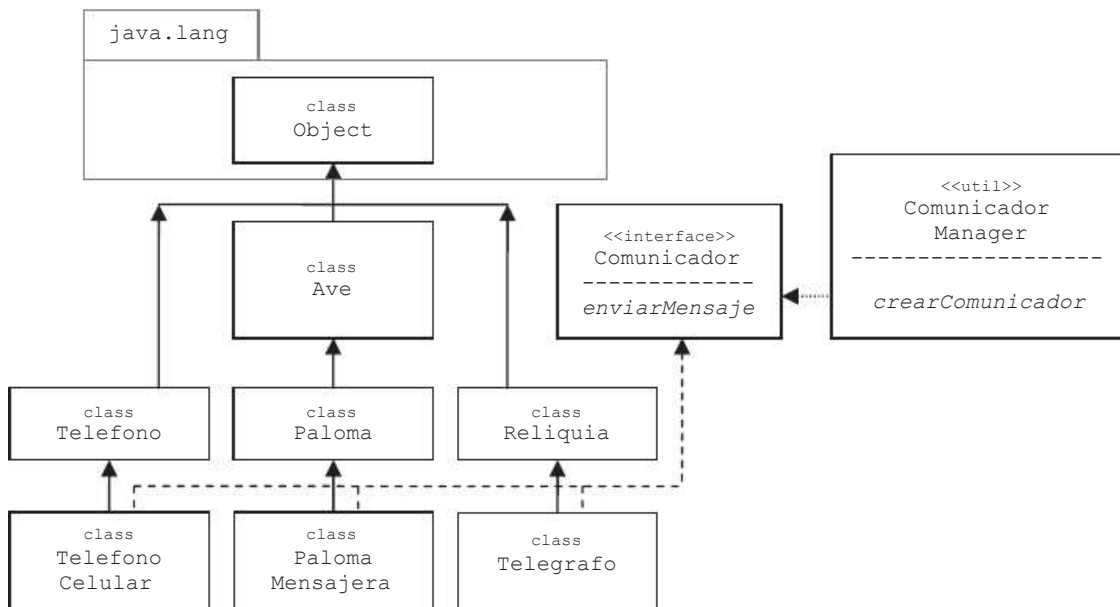 java.lang
class
Object
class
Ave
<<interface>>
Comunicador
-------------
enviarMensaje
<<util>>
Comunicador
Manager
-------------------
crearComunicador
class
Telefono
class
Paloma
class
Reliquia
class
Telefono
Celular
class
Paloma
Mensajera
class
Telegrafo